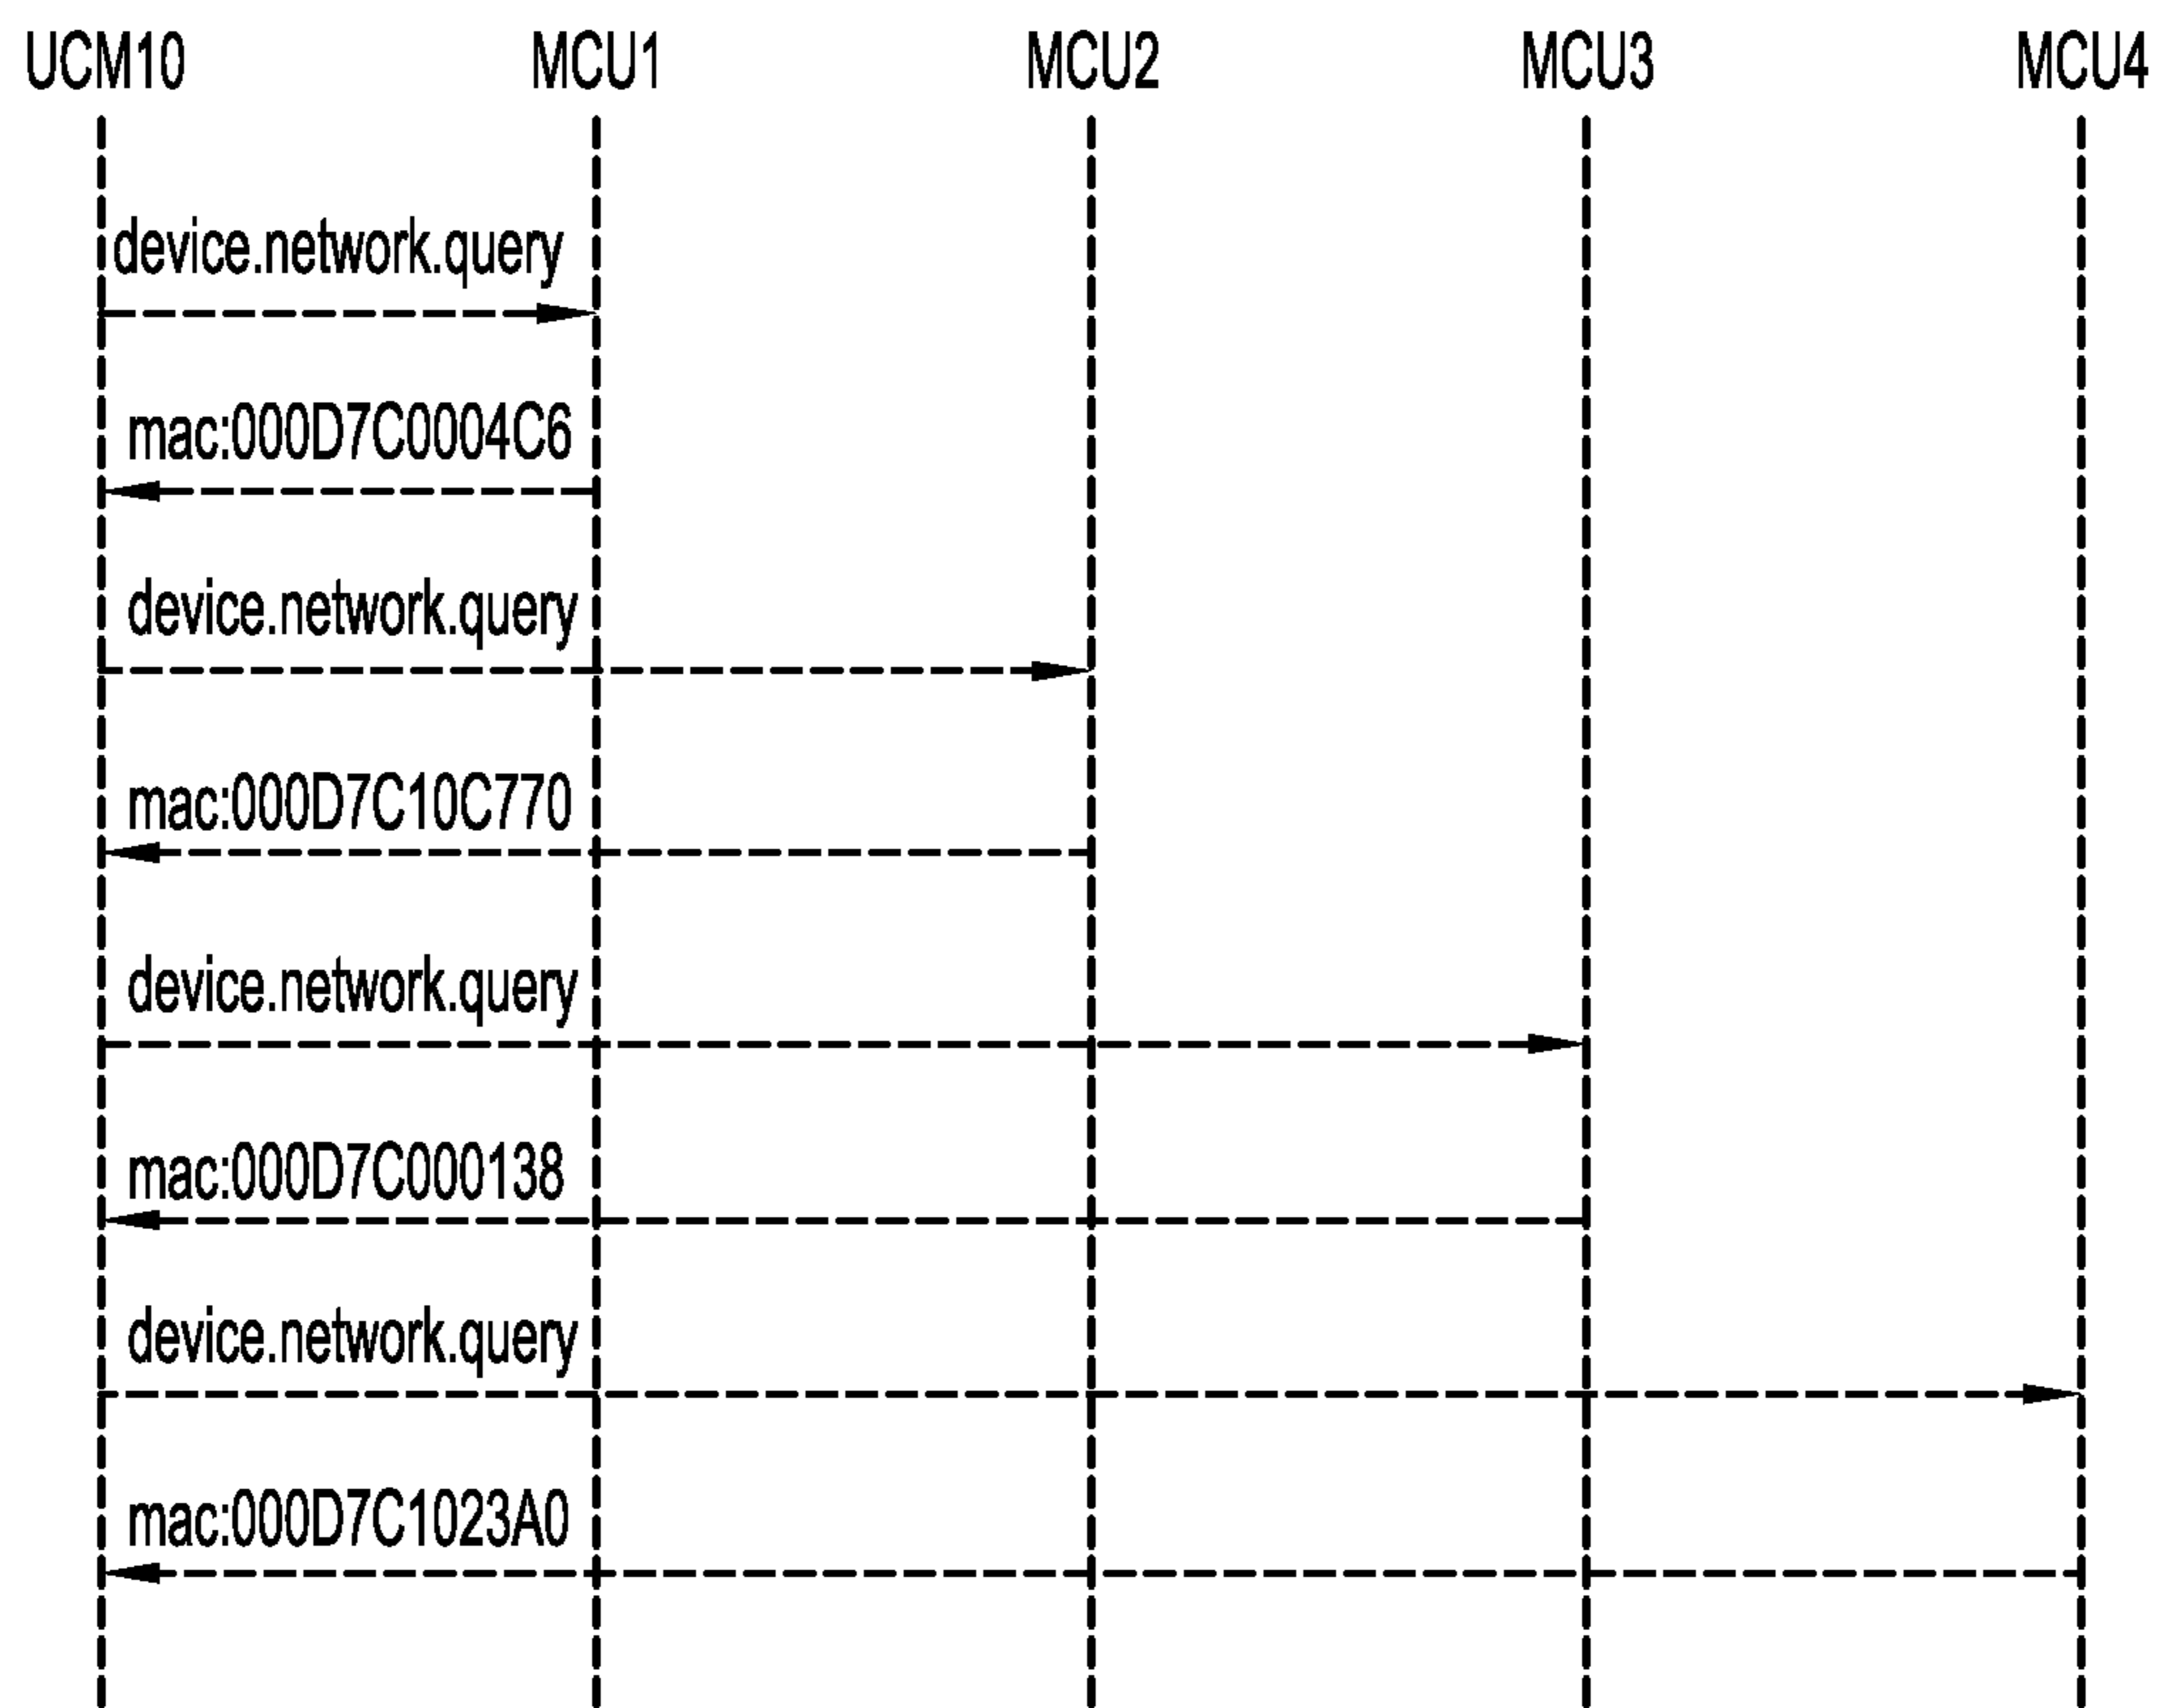 UCM10 MCU1 MCU2 MCU3 MCU4
device.network.query
mac:000D7C0004C6
device.network.query
mac:000D7C10C770
device.network.query
mac:000D7C000138
device.network.query
mac:000D7C1023A0